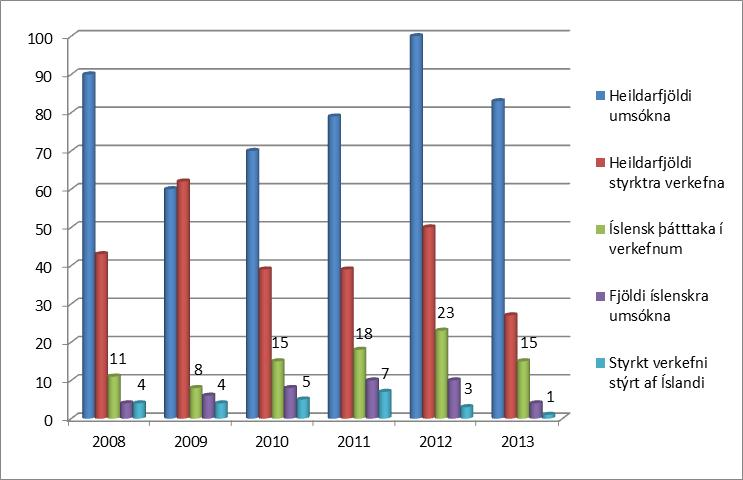 100
90
80
70
60
50
40
30
20
10
0
11
4
8
4
15
5
18
7
23
3
15
1
2008
2009
2010
2011
2012
2013
Heildarfjöldi
umsókna
Heildarfjöldi
styrktra verkefna
Íslensk þátttaka í
verkefnum
Fjöldi íslenskra
umsókna
Styrkt verkefni
stýrt af Íslandi